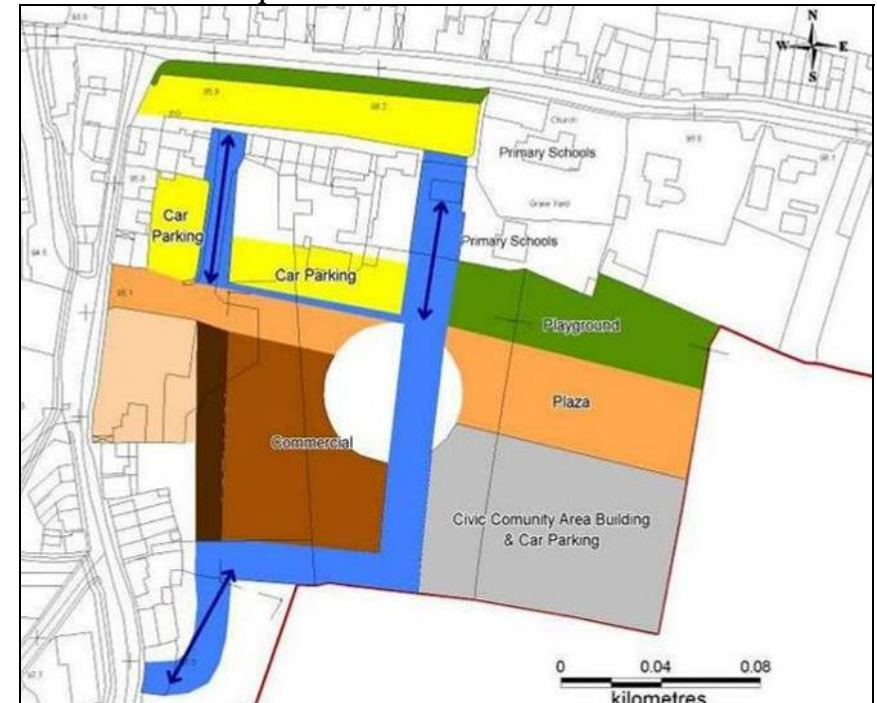 N
W E
S
Church
Primary Schools
Grave Yard
Primary Schools
Car
Parking
Car Parking
Playground
Plaza
Commercial
Civic Comunity Area Building
& Car Parking
0 0.04 0.08
kilometres